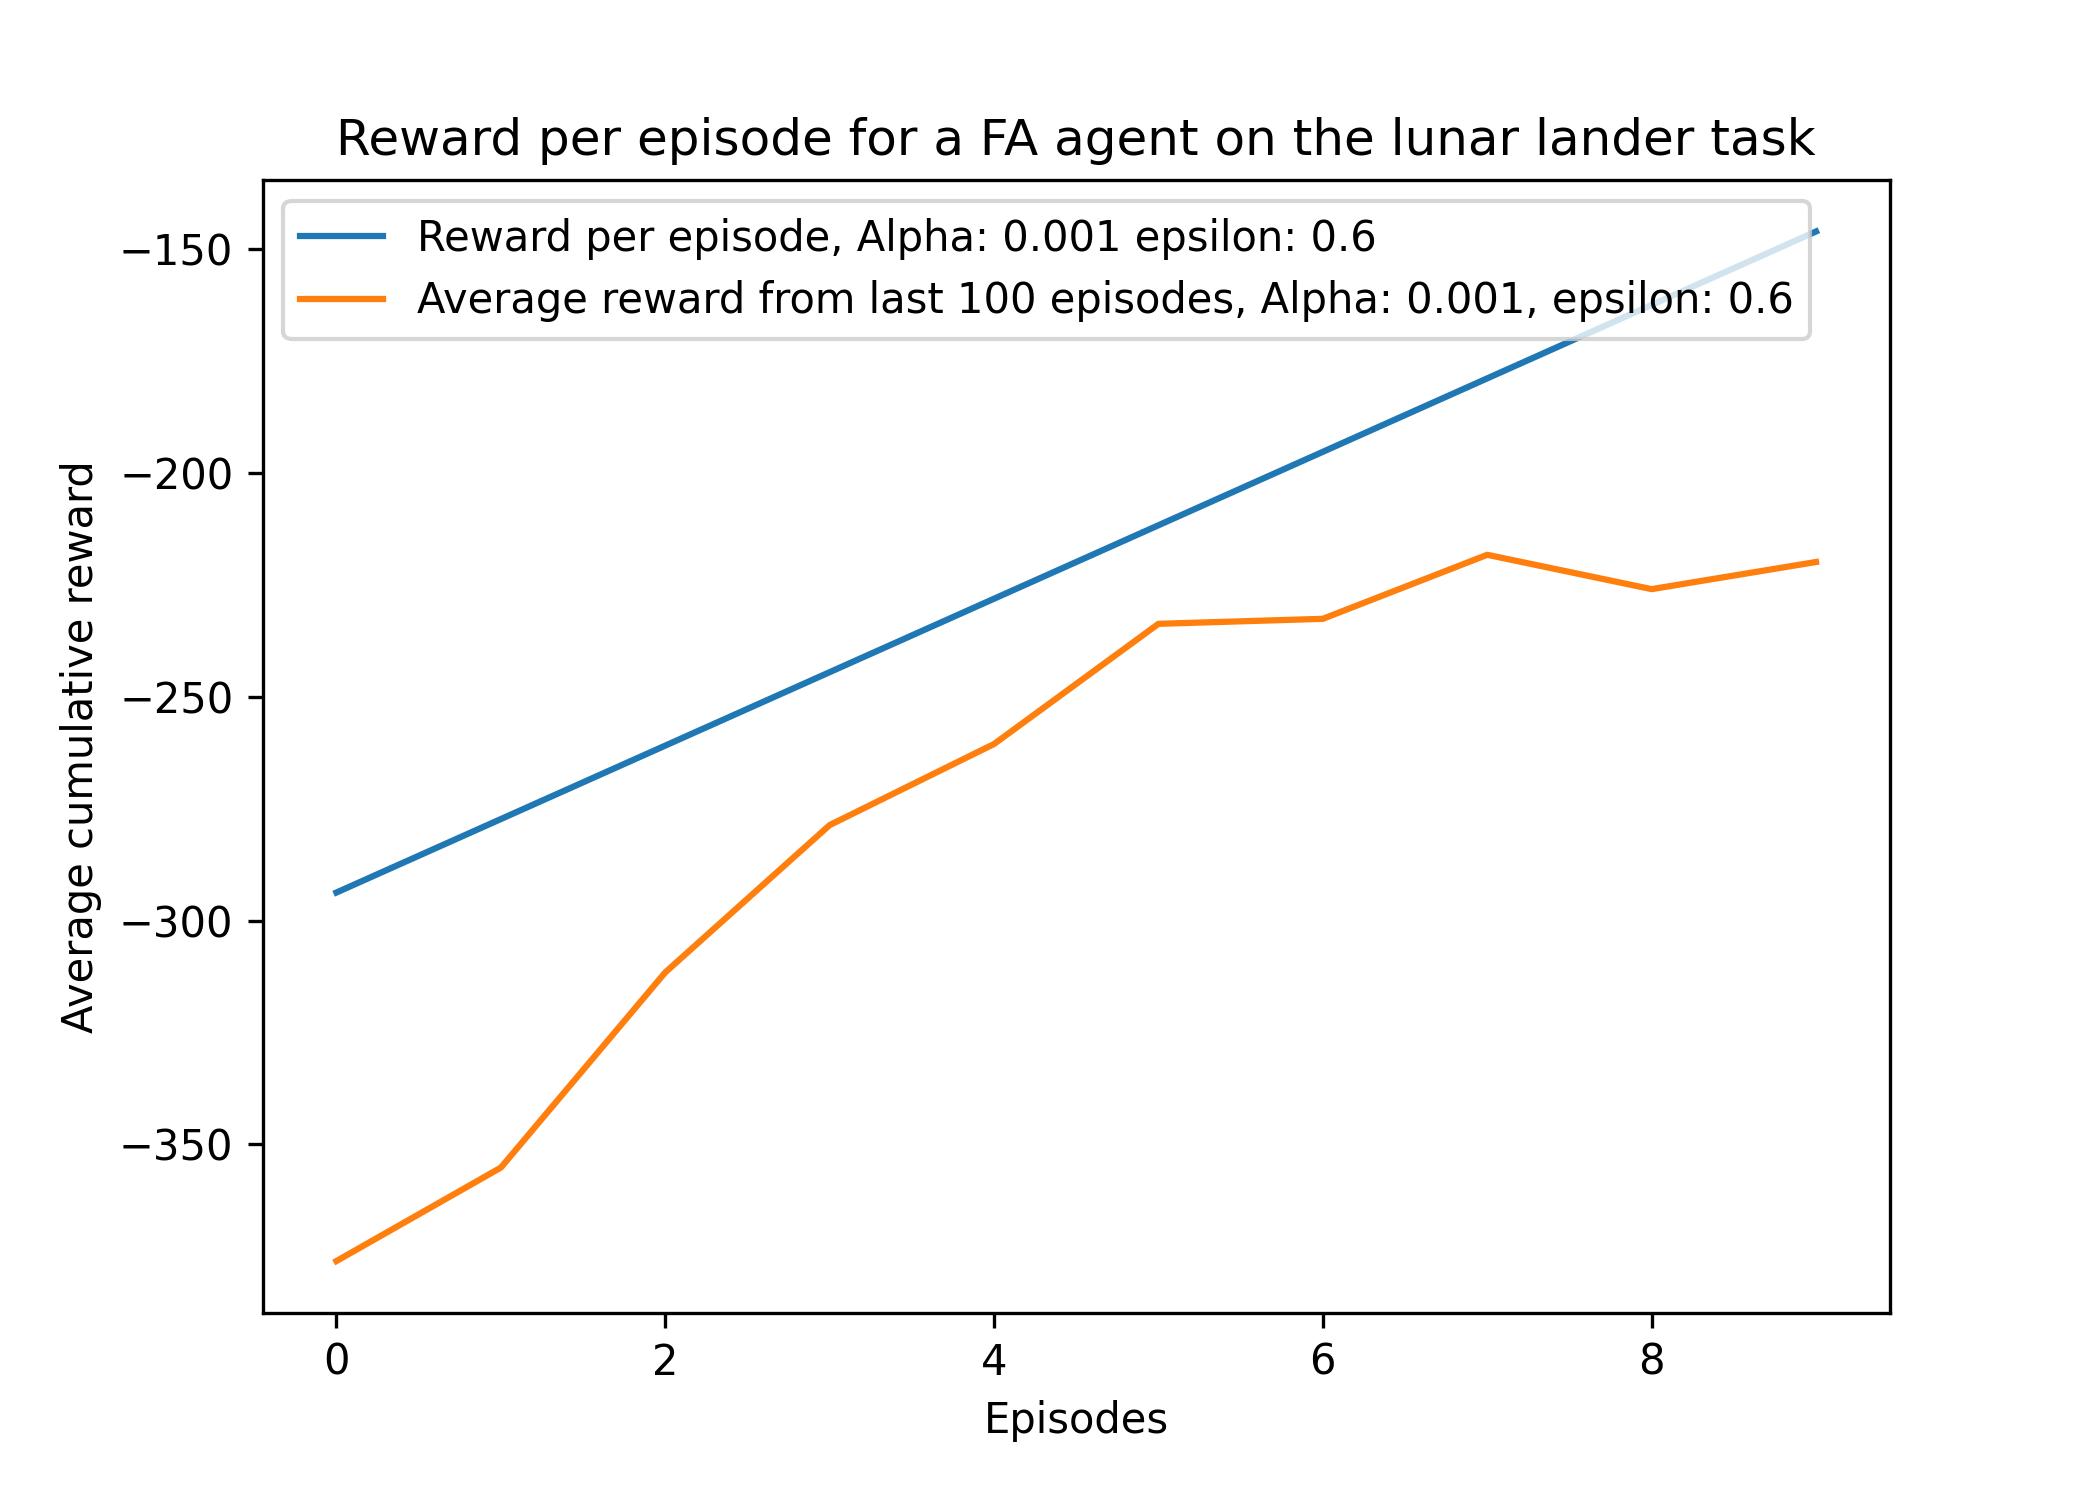 Reward per episode for a FA agent on the lunar lander task
Reward per episode, Alpha: 0.001 epsilon: 0.6
Average reward from last 100 episodes, Alpha: 0.001, epsilon: 0.6
Average cumulative reward
−150
−200
−250
−300
−350
0 2 4 6 8
Episodes